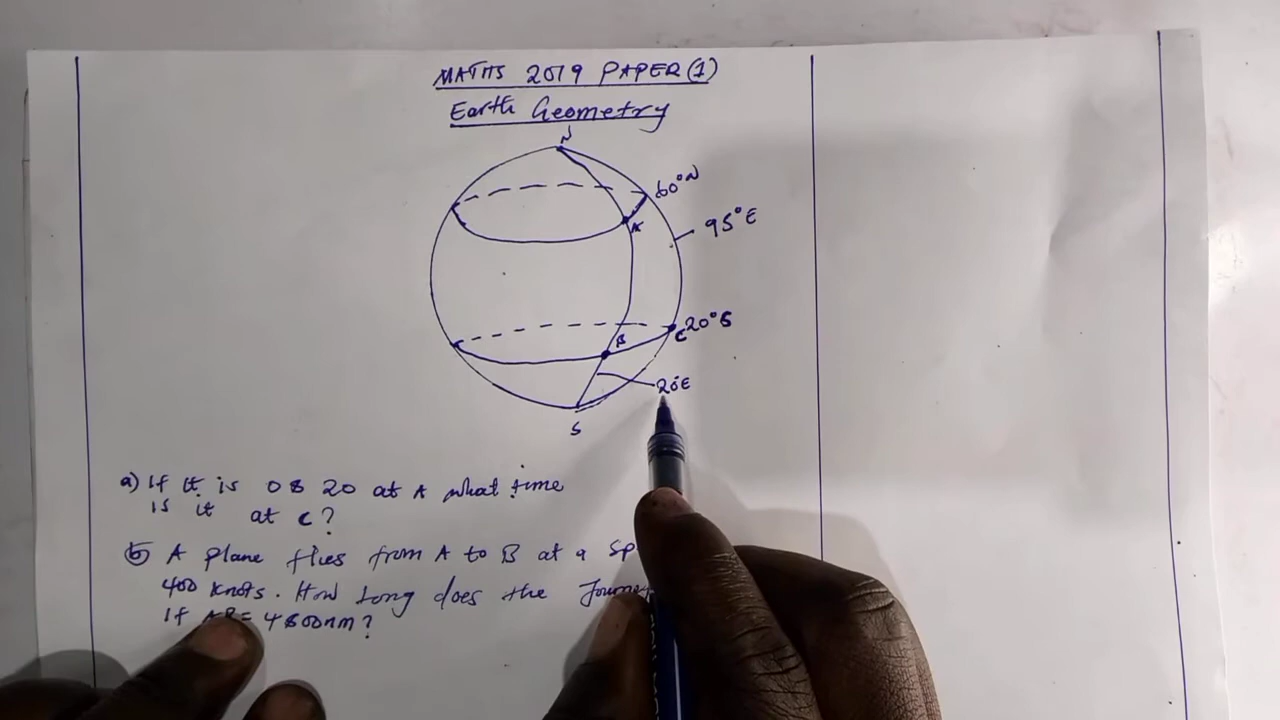 MATHS 2019 PAPER (1)
Earth Geometry
N
60°N
A
95°E
B
C
20°S
20°E
S
a) If it is 08 20 at A what time
is it at C?
b) A plane flies from A to B at a
400 knots. How long does the
If AB = 4800nm?